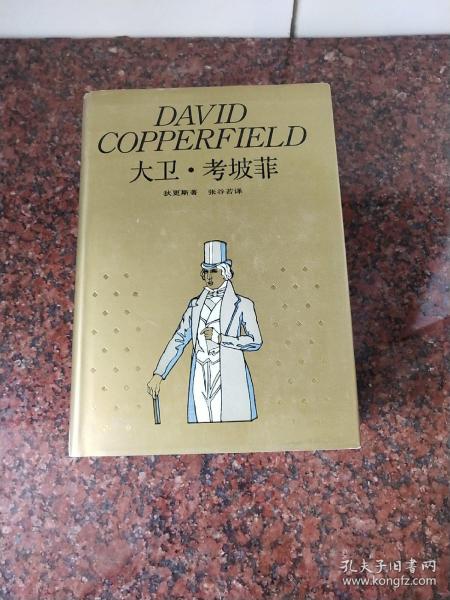 DAVID
COPPERFIELD
大卫·考坡菲
狄更斯著 张谷若译
孔夫子旧书网
www.kongfz.com